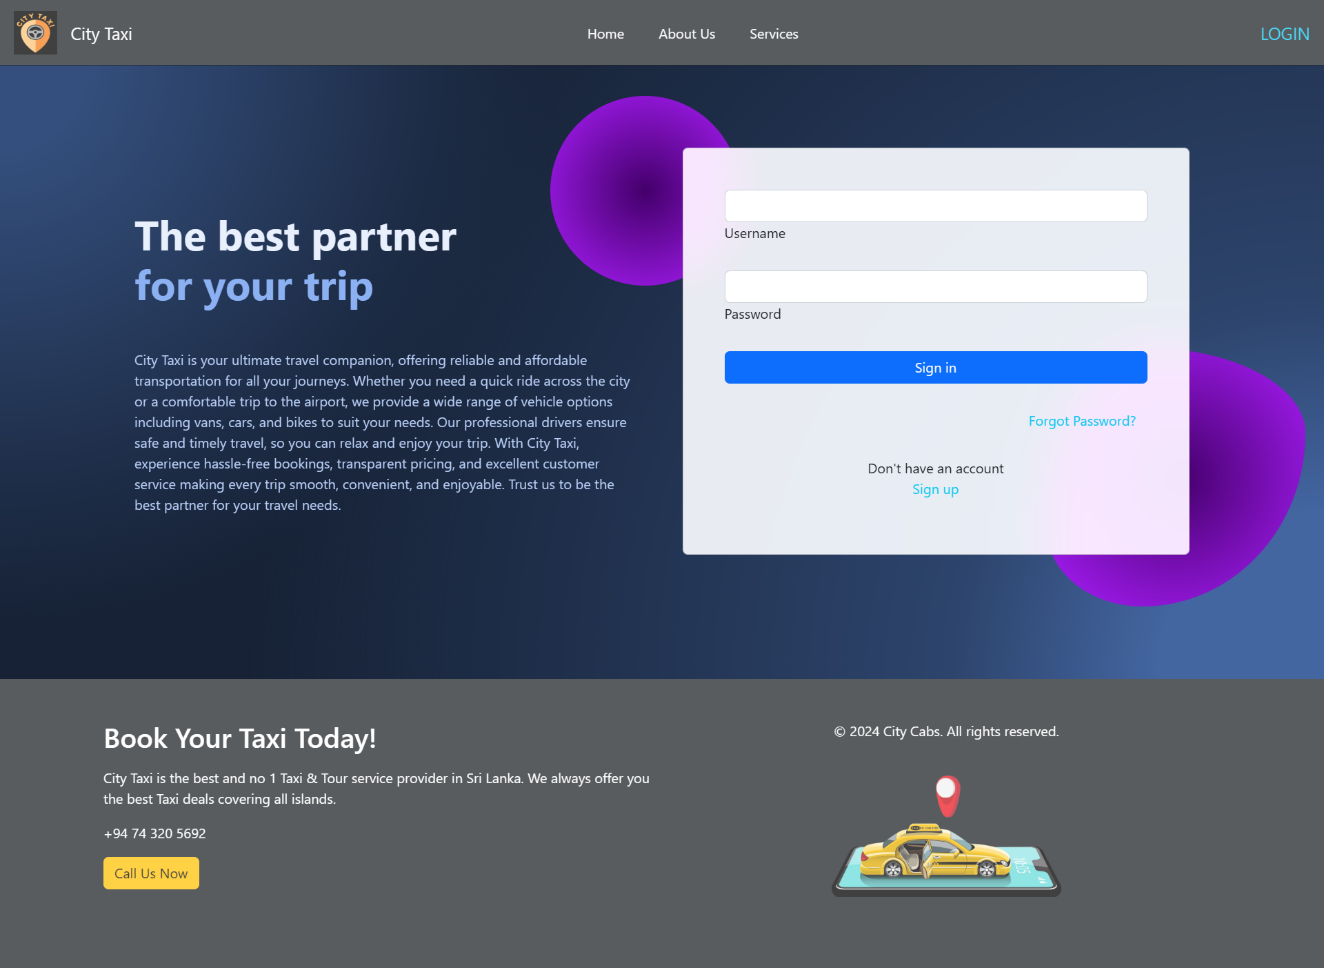 CITY TAXI
City Taxi
Home
About Us
Services
LOGIN
The best partner
for your trip
City Taxi is your ultimate travel companion, offering reliable and affordable
transportation for all your journeys. Whether you need a quick ride across the city
or a comfortable trip to the airport, we provide a wide range of vehicle options
including vans, cars, and bikes to suit your needs. Our professional drivers ensure
safe and timely travel, so you can relax and enjoy your trip. With City Taxi,
experience hassle-free bookings, transparent pricing, and excellent customer
service making every trip smooth, convenient, and enjoyable. Trust us to be the
best partner for your travel needs.
Username
Password
Sign in
Forgot Password?
Don't have an account
Sign up
Book Your Taxi Today!
City Taxi is the best and no 1 Taxi & Tour service provider in Sri Lanka. We always offer you
the best Taxi deals covering all islands.
+94 74 320 5692
Call Us Now
© 2024 City Cabs. All rights reserved.